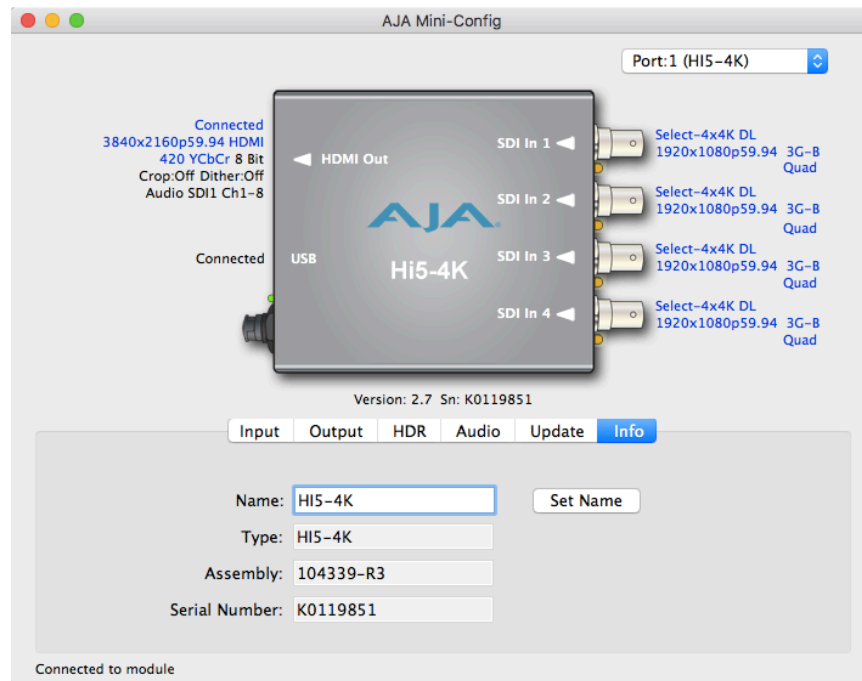 AJA Mini-Config
Port:1 (HI5-4K)
Connected
3840x2160p59.94 HDMI
420 YCbCr 8 Bit
Crop:Off Dither:Off
Audio SDI1 Ch1-8
Connected
HDMI Out
USB
AJA
Hi5-4K
SDI In 1
SDI In 2
SDI In 3
SDI In 4
Select-4x4K DL
1920x1080p59.94 3G-B
Quad
Select-4x4K DL
1920x1080p59.94 3G-B
Quad
Select-4x4K DL
1920x1080p59.94 3G-B
Quad
Select-4x4K DL
1920x1080p59.94 3G-B
Quad
Version: 2.7 Sn: K0119851
Input Output HDR Audio Update Info
Name: HI5-4K Set Name
Type: HI5-4K
Assembly: 104339-R3
Serial Number: K0119851
Connected to module